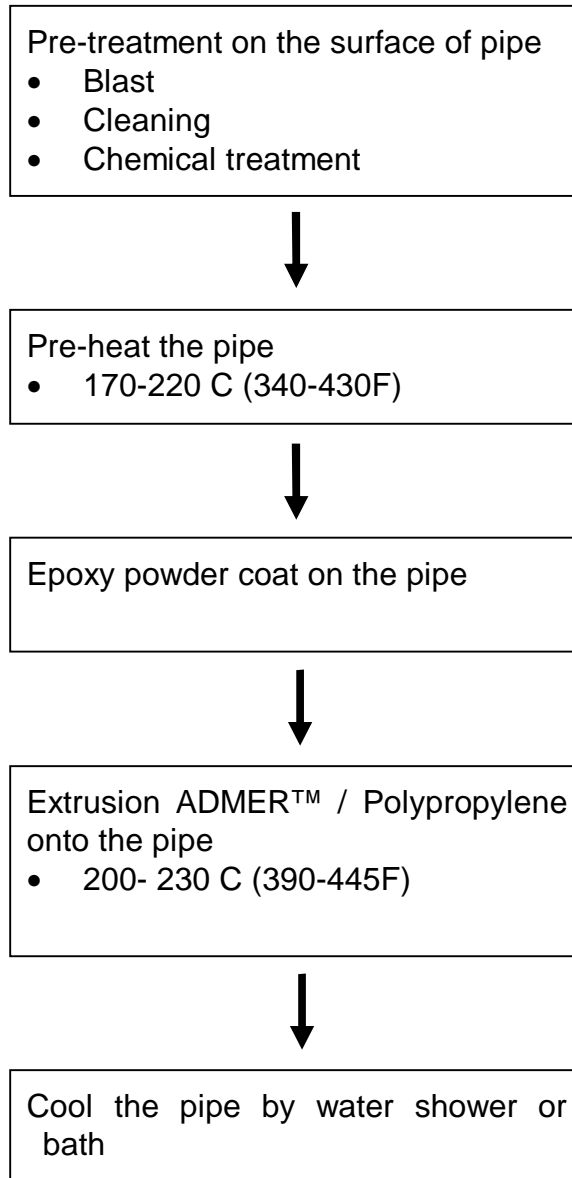 Pre-treatment on the surface of pipe
• Blast
• Cleaning
• Chemical treatment
Pre-heat the pipe
• 170-220 C (340-430F)
Epoxy powder coat on the pipe
Extrusion ADMER™ / Polypropylene
onto the pipe
• 200- 230 C (390-445F)
Cool the pipe by water shower or
bath